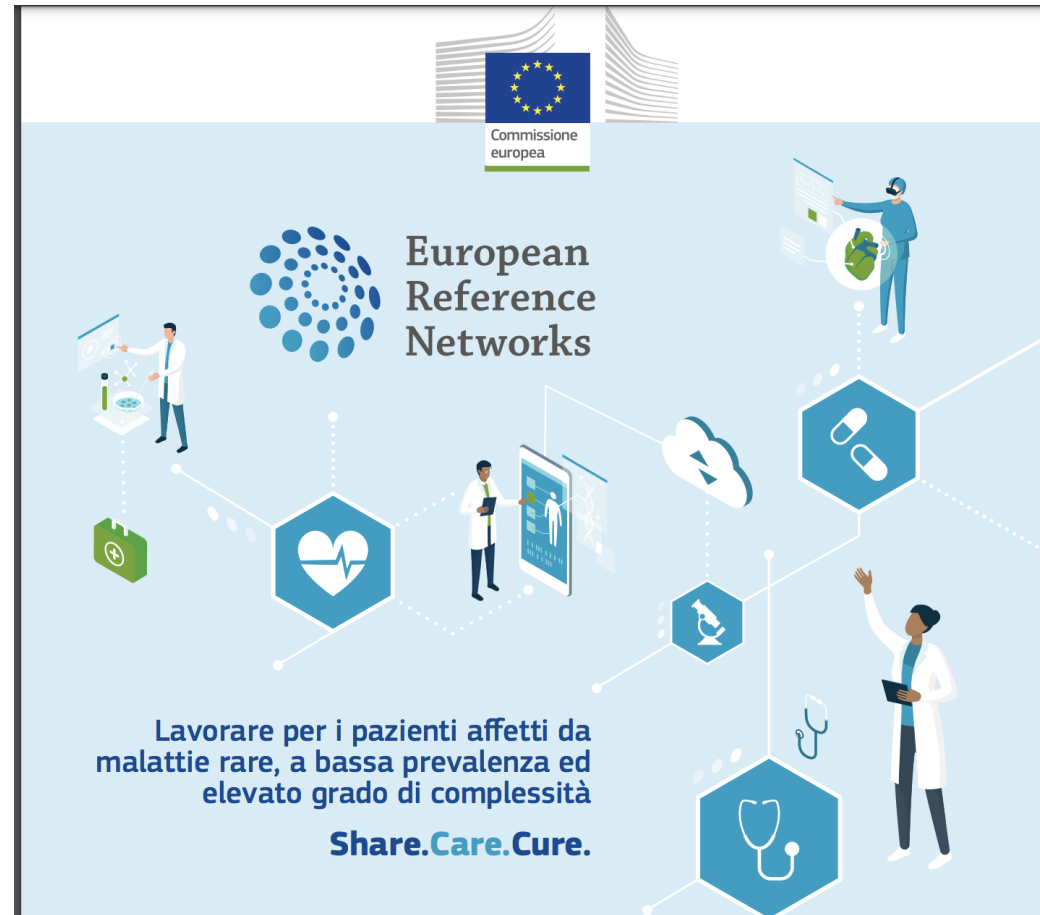 Commissione
europea
European
Reference
Networks
Lavorare per i pazienti affetti da
malattie rare, a bassa prevalenza ed
elevato grado di complessità
Share.Care.Cure.